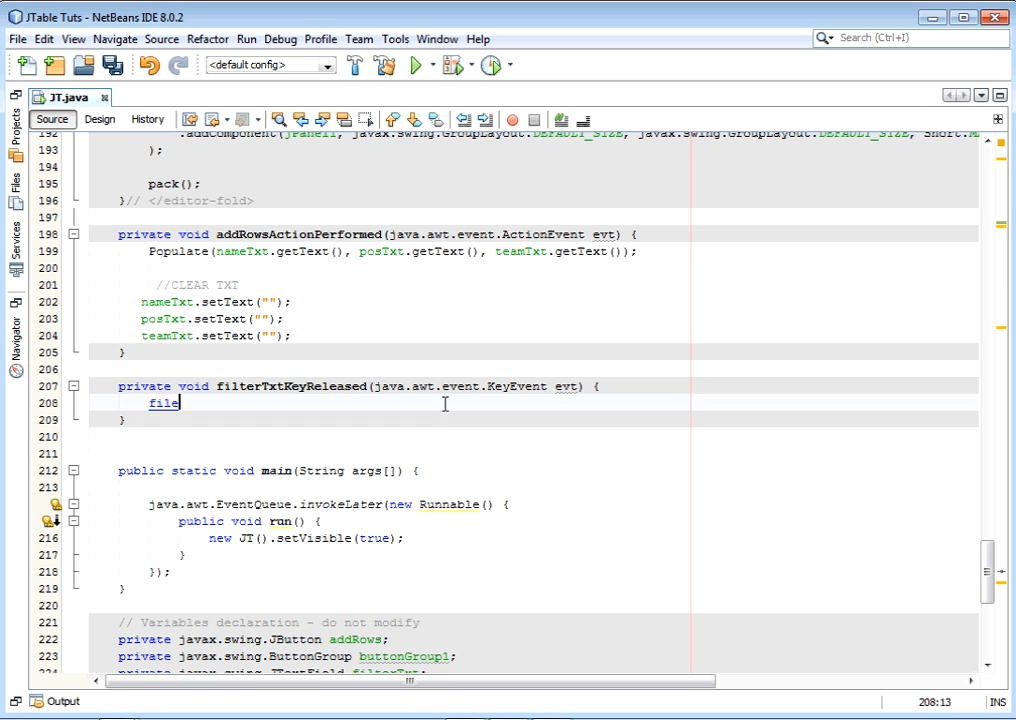 JTable Tuts - NetBeans IDE 8.0.2
File Edit View Navigate Source Refactor Run Debug Profile Team Tools Window Help
Search (Ctrl+I)
<default config>
JT.java
Source Design History
Projects
Files
Services
Navigator
192 .addComponent(jPanel1, javax.swing.GroupLayout.DEFAULT_SIZE, javax.swing.GroupLayout.DEFAULT_SIZE, Short.M
193 );
194
195 pack();
196 }// </editor-fold>
197
198 private void addRowsActionPerformed(java.awt.event.ActionEvent evt) {
199 Populate(nameTxt.getText(), posTxt.getText(), teamTxt.getText());
200
201 //CLEAR TXT
202 nameTxt.setText("");
203 posTxt.setText("");
204 teamTxt.setText("");
205 }
206
207 private void filterTxtKeyReleased(java.awt.event.KeyEvent evt) {
208 file
209 }
210
211
212 public static void main(String args[]) {
213
java.awt.EventQueue.invokeLater(new Runnable() {
public void run() {
216 new JT().setVisible(true);
217 }
218 });
219 }
220
221 // Variables declaration - do not modify
222 private javax.swing.JButton addRows;
223 private javax.swing.ButtonGroup buttonGroup1;
224 private javax.swing.JTextField filterTxt;
Output
208:13 INS